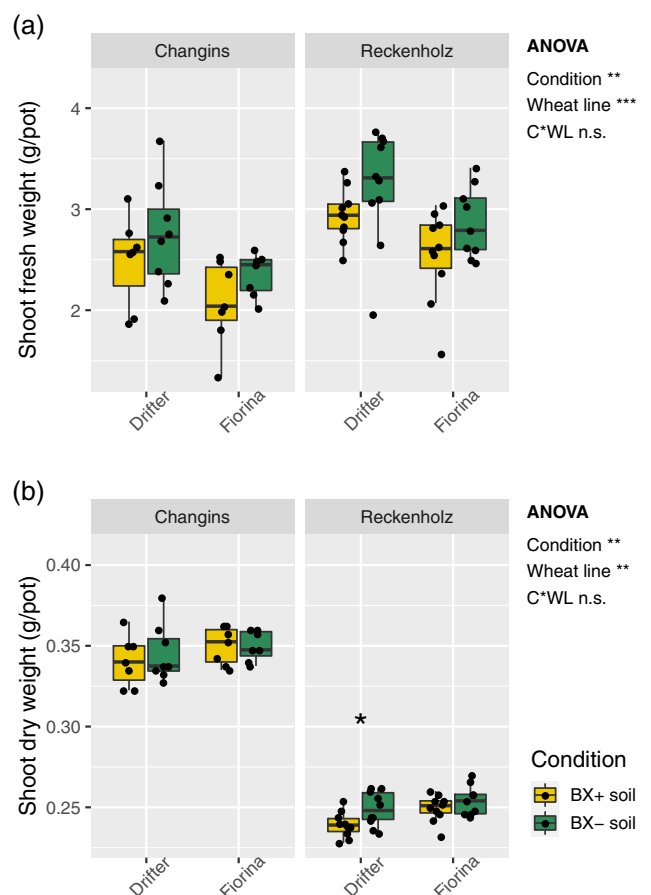 (a)
Changins
Reckenholz
ANOVA
Condition **
Wheat line ***
C*WL n.s.
Shoot fresh weight (g/pot)
4
3
2
Drifter
Fiorina
Drifter
Fiorina
(b)
Changins
Reckenholz
ANOVA
Condition **
Wheat line **
C*WL n.s.
Shoot dry weight (g/pot)
0.40
0.35
0.30
0.25
*
Drifter
Fiorina
Drifter
Fiorina
Condition
BX+ soil
BX− soil